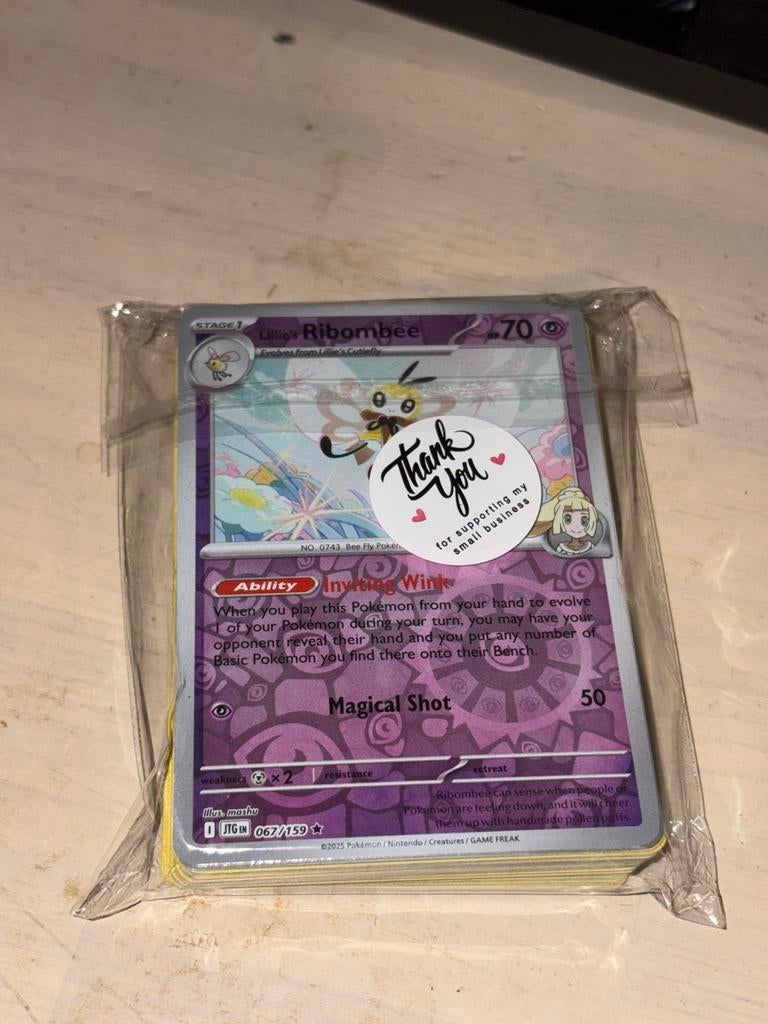 STAGE 1
Lillie's Ribombee HP 70
Evolves from Lillie's Cutiefly
Thank
You
for supporting my
small business
NO. 0743 Bee Fly Poké
Ability Inviting Wink
When you play this Pokémon from your hand to evolve
1 of your Pokémon during your turn, you may have your
opponent reveal their hand and you put any number of
Basic Pokémon you find there onto their Bench.
Magical Shot 50
weakness ×2 resistance retreat
Ribombee can sense when people or
Pokémon are feeling down, and it will cheer
them up with handmade pollen puffs.
Illus. mashu
I JTG EN 067/159 ★
©2025 Pokémon / Nintendo / Creatures / GAME FREAK